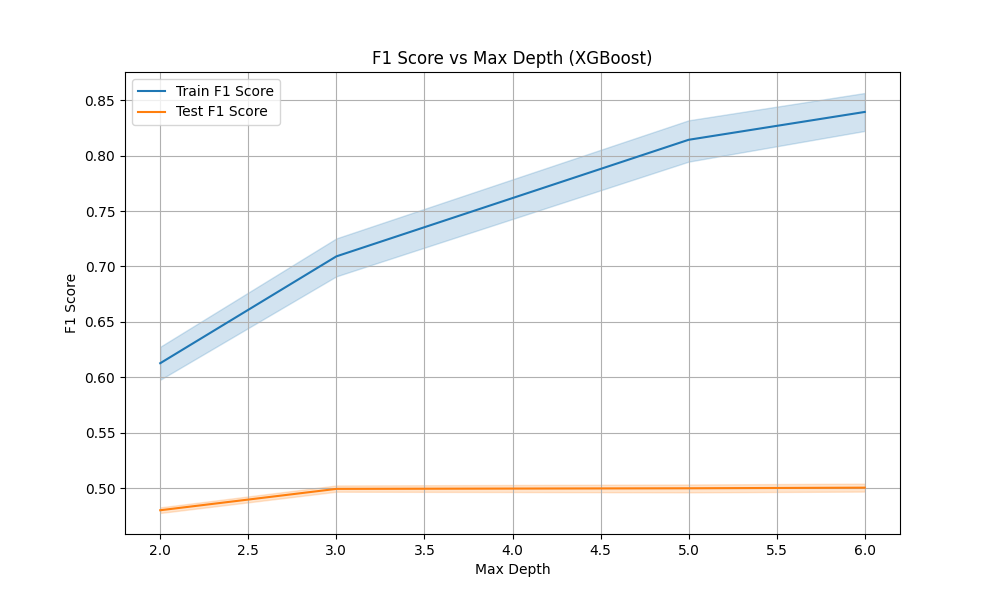 F1 Score vs Max Depth (XGBoost)
Train F1 Score
Test F1 Score
F1 Score
0.85
0.80
0.75
0.70
0.65
0.60
0.55
0.50
2.0 2.5 3.0 3.5 4.0 4.5 5.0 5.5 6.0
Max Depth